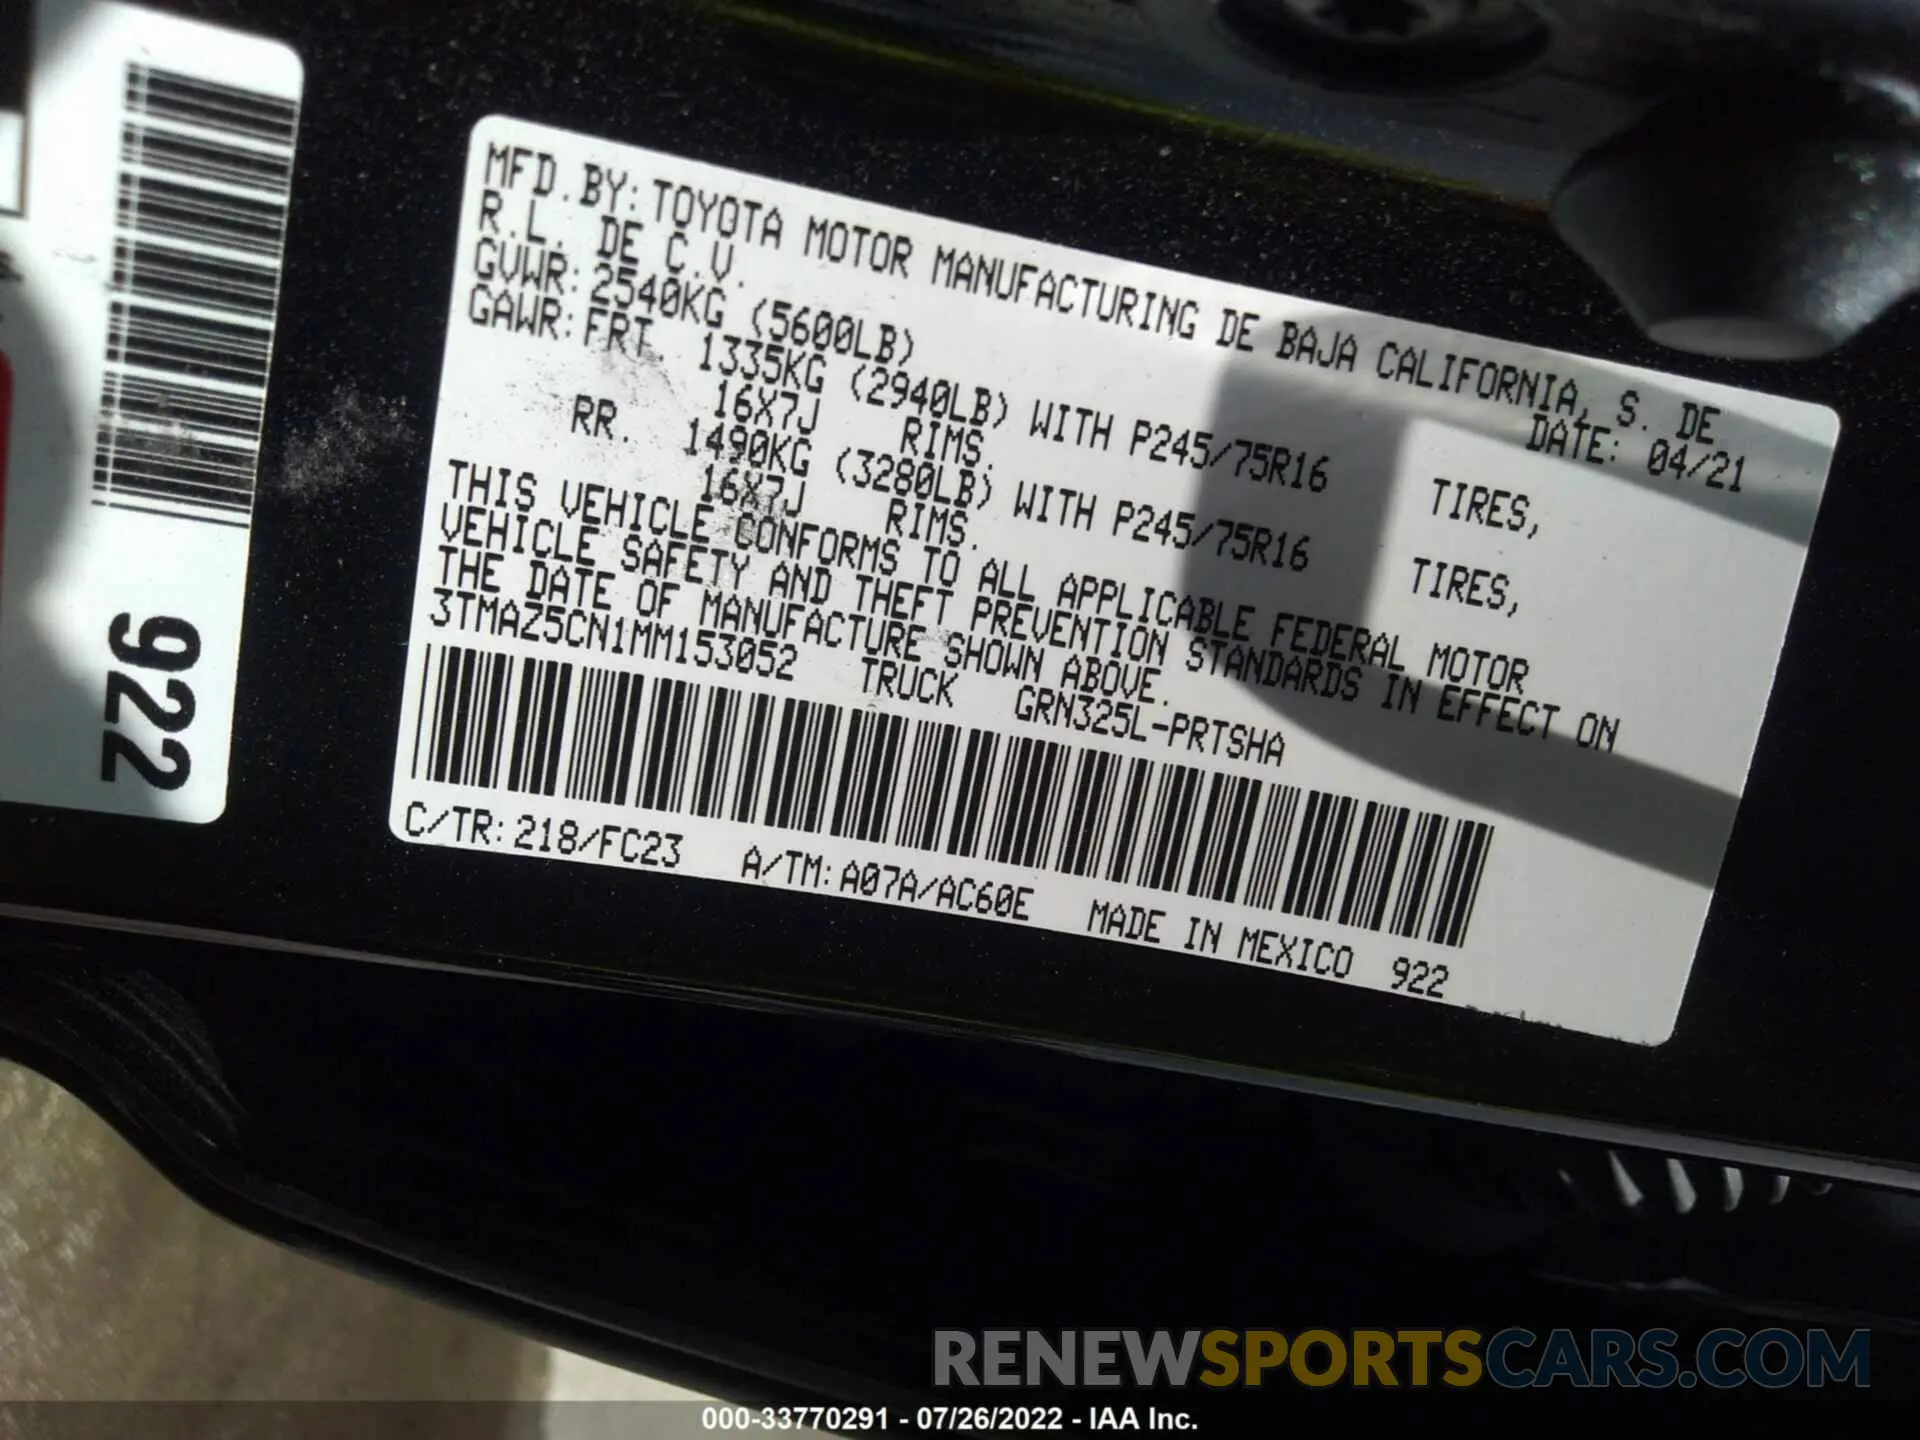 922
MFD.BY:TOYOTA MOTOR MANUFACTURING DE BAJA CALIFORNIA, S. DE
R.L. DE C.V. DATE: 04/21
GVWR:2540KG (5600LB)
GAWR:FRT. 1335KG (2940LB) WITH P245/75R16 TIRES,
16X7J RIMS.
RR. 1490KG (3280LB) WITH P245/75R16 TIRES,
16X7J RIMS.
THIS VEHICLE CONFORMS TO ALL APPLICABLE FEDERAL MOTOR
VEHICLE SAFETY AND THEFT PREVENTION STANDARDS IN EFFECT ON
THE DATE OF MANUFACTURE SHOWN ABOVE.
3TMAZ5CN1MM153052 TRUCK GRN325L-PRTSHA
C/TR:218/FC23 A/TM:A07A/AC60E MADE IN MEXICO 922
RENEWSPORTSCARS.COM
000-33770291 - 07/26/2022 - IAA Inc.